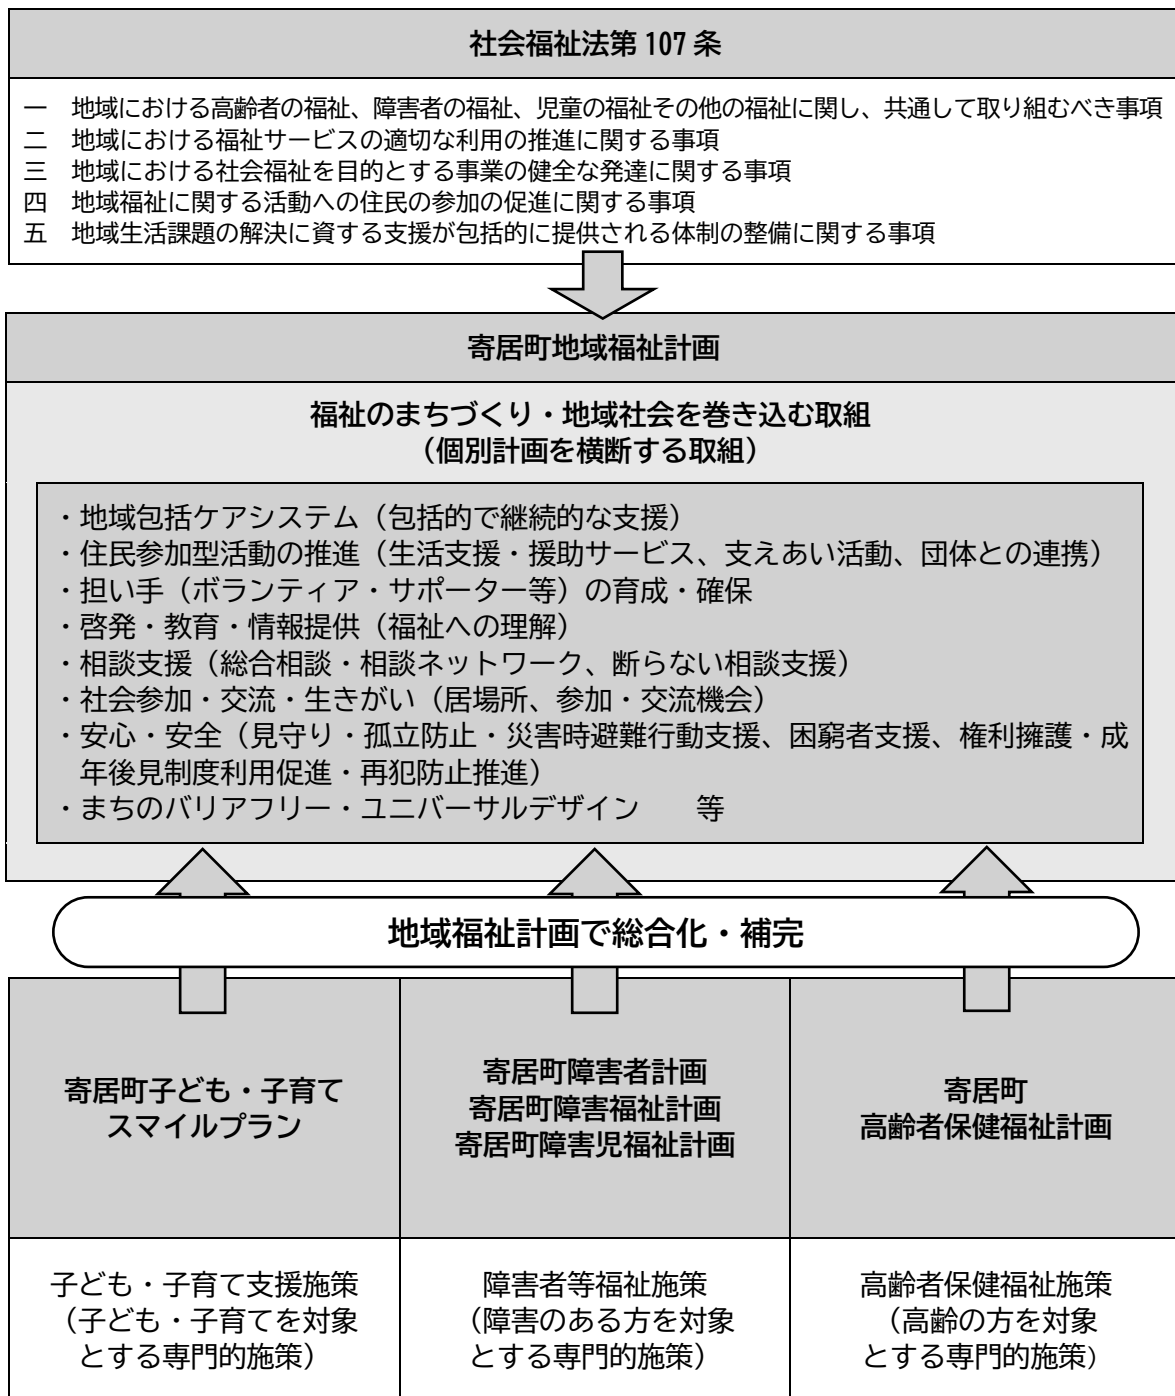 社会福祉法第 107 条
一　地域における高齢者の福祉、障害者の福祉、児童の福祉その他の福祉に関し、共通して取り組むべき事項
二　地域における福祉サービスの適切な利用の推進に関する事項
三　地域における社会福祉を目的とする事業の健全な発達に関する事項
四　地域福祉に関する活動への住民の参加の促進に関する事項
五　地域生活課題の解決に資する支援が包括的に提供される体制の整備に関する事項
寄居町地域福祉計画
福祉のまちづくり・地域社会を巻き込む取組
（個別計画を横断する取組）
・地域包括ケアシステム（包括的で継続的な支援）
・住民参加型活動の推進（生活支援・援助サービス、支えあい活動、団体との連携）
・担い手（ボランティア・サポーター等）の育成・確保
・啓発・教育・情報提供（福祉への理解）
・相談支援（総合相談・相談ネットワーク、断らない相談支援）
・社会参加・交流・生きがい（居場所、参加・交流機会）
・安心・安全（見守り・孤立防止・災害時避難行動支援、困窮者支援、権利擁護・成
年後見制度利用促進・再犯防止推進）
・まちのバリアフリー・ユニバーサルデザイン　　等
地域福祉計画で総合化・補完
寄居町子ども・子育て
スマイルプラン
寄居町障害者計画
寄居町障害福祉計画
寄居町障害児福祉計画
寄居町
高齢者保健福祉計画
子ども・子育て支援施策
（子ども・子育てを対象
とする専門的施策）
障害者等福祉施策
（障害のある方を対象
とする専門的施策）
高齢者保健福祉施策
（高齢の方を対象
とする専門的施策）